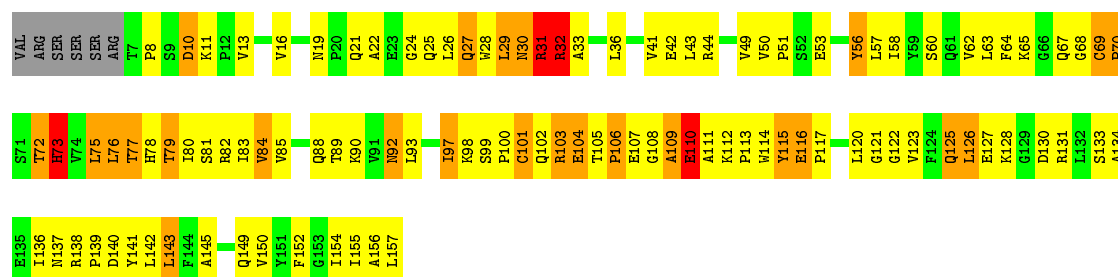 VAL ARG SER SER SER ARG T7 P8 S9 D10 K11 P12 V13 V16 N19 P20 Q21 A22 E23 G24 Q25 L26 Q27 W28 L29 N30 R31 R32 A33 L36 V41 E42 L43 R44 V49 V50 P51 S52 E53 Y56 L57 I58 Y59 S60 Q61 V62 L63 F64 K65 G66 Q67 G68 C69 P70
S71 T72 H73 V74 L75 L76 T77 H78 T79 I80 S81 R82 I83 V84 V85 Q88 T89 K90 V91 N92 L93 I97 K98 S99 P100 C101 Q102 R103 E104 T105 P106 E107 G108 A109 E110 A111 K112 P113 W114 Y115 E116 P117 L120 G121 G122 V123 F124 Q125 L126 E127 K128 G129 D130 R131 L132 S133 A134
E135 I136 N137 R138 P139 D140 Y141 L142 L143 F144 A145 Q149 V150 Y151 F152 G153 I154 I155 A156 L157